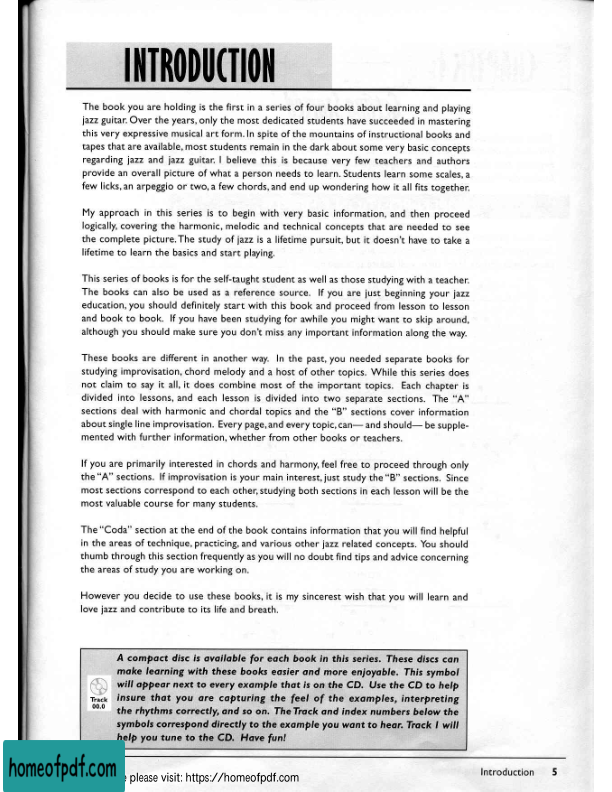 INTRODUCTION
The book you are holding is the first in a series of four books about learning and playing
jazz guitar. Over the years, only the most dedicated students have succeeded in mastering
this very expressive musical art form. In spite of the mountains of instructional books and
tapes that are available, most students remain in the dark about some very basic concepts
regarding jazz and jazz guitar. I believe this is because very few teachers and authors
provide an overall picture of what a person needs to learn. Students learn some scales, a
few licks, an arpeggio or two, a few chords, and end up wondering how it all fits together.
My approach in this series is to begin with very basic information, and then proceed
logically, covering the harmonic, melodic and technical concepts that are needed to see
the complete picture. The study of jazz is a lifetime pursuit, but it doesn't have to take a
lifetime to learn the basics and start playing.
This series of books is for the self-taught student as well as those studying with a teacher.
The books can also be used as a reference source. If you are just beginning your jazz
education, you should definitely start with this book and proceed from lesson to lesson
and book to book. If you have been studying for awhile you might want to skip around,
although you should make sure you don't miss any important information along the way.
These books are different in another way. In the past, you needed separate books for
studying improvisation, chord melody and a host of other topics. While this series does
not claim to say it all, it does combine most of the important topics. Each chapter is
divided into lessons, and each lesson is divided into two separate sections. The "A"
sections deal with harmonic and chordal topics and the "B" sections cover information
about single line improvisation. Every page, and every topic, can— and should— be supple-
mented with further information, whether from other books or teachers.
If you are primarily interested in chords and harmony, feel free to proceed through only
the "A" sections. If improvisation is your main interest, just study the "B" sections. Since
most sections correspond to each other, studying both sections in each lesson will be the
most valuable course for many students.
The "Coda" section at the end of the book contains information that you will find helpful
in the areas of technique, practicing, and various other jazz related concepts. You should
thumb through this section frequently as you will no doubt find tips and advice concerning
the areas of study you are working on.
However you decide to use these books, it is my sincerest wish that you will learn and
love jazz and contribute to its life and breath.
A compact disc is available for each book in this series. These discs can
make learning with these books easier and more enjoyable. This symbol
will appear next to every example that is on the CD. Use the CD to help
insure that you are capturing the feel of the examples, interpreting
the rhythms correctly, and so on. The Track and index numbers below the
symbols correspond directly to the example you want to hear. Track 1 will
help you tune to the CD. Have fun!
Track
00.0
Introduction 5
homeofpdf.com
please visit: https://homeofpdf.com